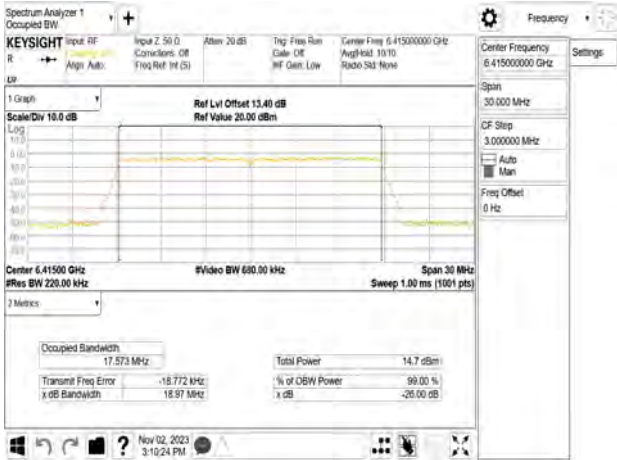 Spectrum Analyzer 1
Occupied BW
+
Frequency
KEYSIGHT
R
Input: RF
Align: Auto
Input Z: 50 Ω
Corrections: Off
Freq Ref: Int (S)
Atten: 20 dB
Trig: Free Run
Gate: Off
#IF Gain: Low
Center Freq: 6.415000000 GHz
Avg|Hold: 10/10
Radio Std: None
Center Frequency
6.415000000 GHz
Settings
Span
30.000 MHz
CF Step
3.000000 MHz
Auto
Man
Freq Offset
0 Hz
1 Graph
Scale/Div 10.0 dB
Ref Lvl Offset 13.40 dB
Ref Value 20.00 dBm
Log
Center 6.41500 GHz
#Res BW 220.00 kHz
#Video BW 680.00 kHz
Span 30 MHz
Sweep 1.00 ms (1001 pts)
2 Metrics
Occupied Bandwidth
17.573 MHz
Total Power
14.7 dBm
Transmit Freq Error
-18.772 kHz
% of OBW Power
99.00 %
x dB Bandwidth
18.97 MHz
x dB
-26.00 dB
?
Nov 02, 2023
3:10:24 PM